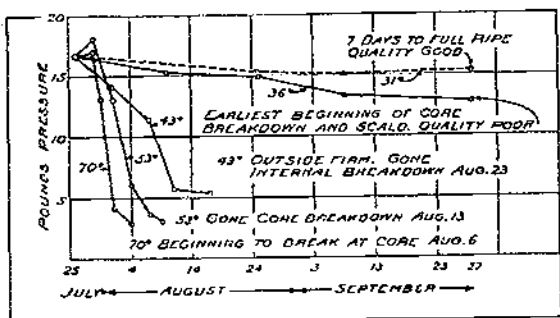 7 DAYS TO FULL RIPE
QUALITY GOOD
20
31°
36
15
EARLIEST BEGINNING OF CORE
BREAKDOWN AND SCALD. QUALITY POOR
43°
POUNDS PRESSURE
10
70°
53°
43° OUTSIDE FIRM. GONE
INTERNAL BREAKDOWN AUG. 23
5
53° GONE CORE BREAKDOWN AUG. 13
70° BEGINNING TO BREAK AT CORE AUG. 6
25 4 14 24 3 13 23 27
JULY AUGUST SEPTEMBER